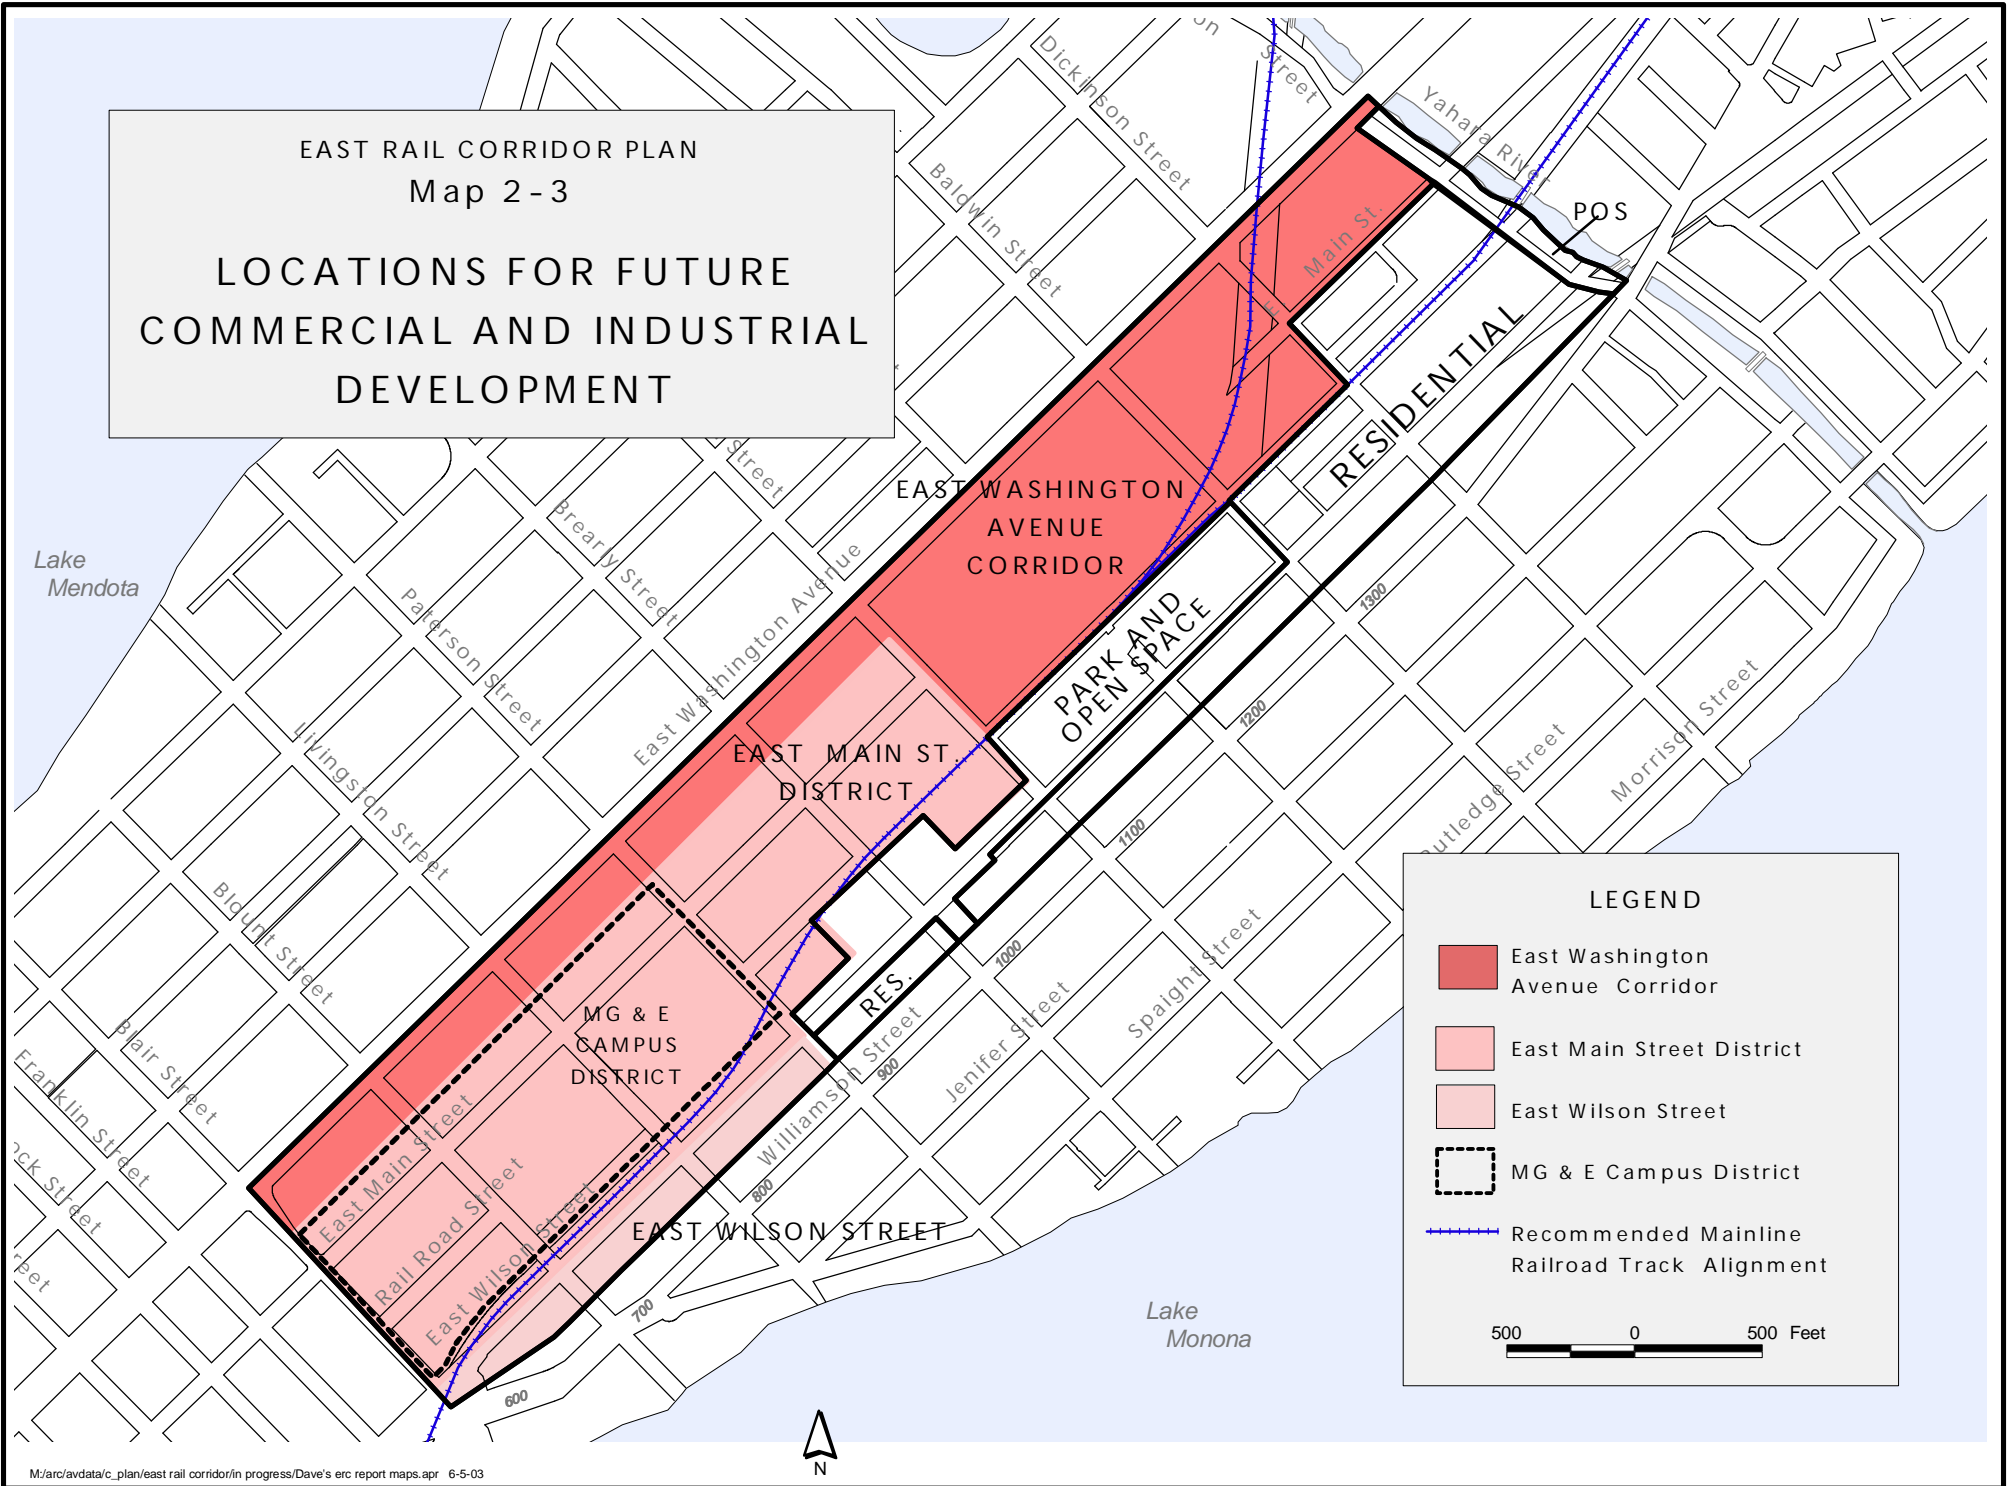 EAST RAIL CORRIDOR PLAN
Map 2-3
LOCATIONS FOR FUTURE
COMMERCIAL AND INDUSTRIAL
DEVELOPMENT
Street
Dickinson Street
Baldwin Street
Street
Brearly Street
Paterson Street
Livingston Street
Blount Street
Blair Street
Franklin Street
Street
East Washington Avenue
Yahara River
POS
Main St.
E
RESIDENTIAL
EAST WASHINGTON
AVENUE
CORRIDOR
PARK AND
OPEN SPACE
EAST MAIN ST.
DISTRICT
MG & E
CAMPUS
DISTRICT
RES.
EAST WILSON STREET
East Main Street
Rail Road Street
East Wilson Street
Williamson Street
Jenifer Street
Spaight Street
Rutledge Street
Morrison Street
600
700
800
900
1000
1100
1200
1300
Lake
Mendota
Lake
Monona
LEGEND
East Washington
Avenue Corridor
East Main Street District
East Wilson Street
MG & E Campus District
Recommended Mainline
Railroad Track Alignment
500 0 500 Feet
N
M:/arc/avdata/c_plan/east rail corridor/in progress/Dave's erc report maps.apr 6-5-03